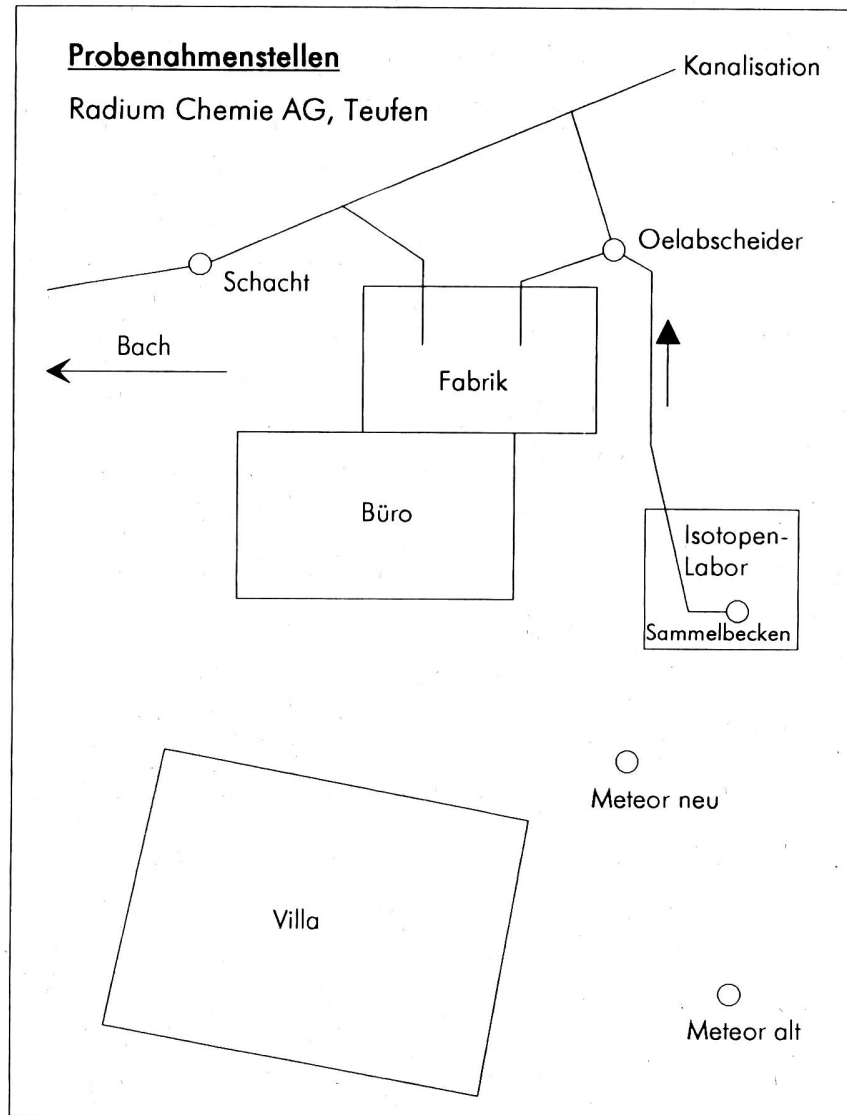 Probenahmenstellen
Radium Chemie AG, Teufen
Kanalisation
Oelabscheider
Schacht
Bach
Fabrik
Büro
Isotopen-
Labor
Sammelbecken
Meteor neu
Villa
Meteor alt